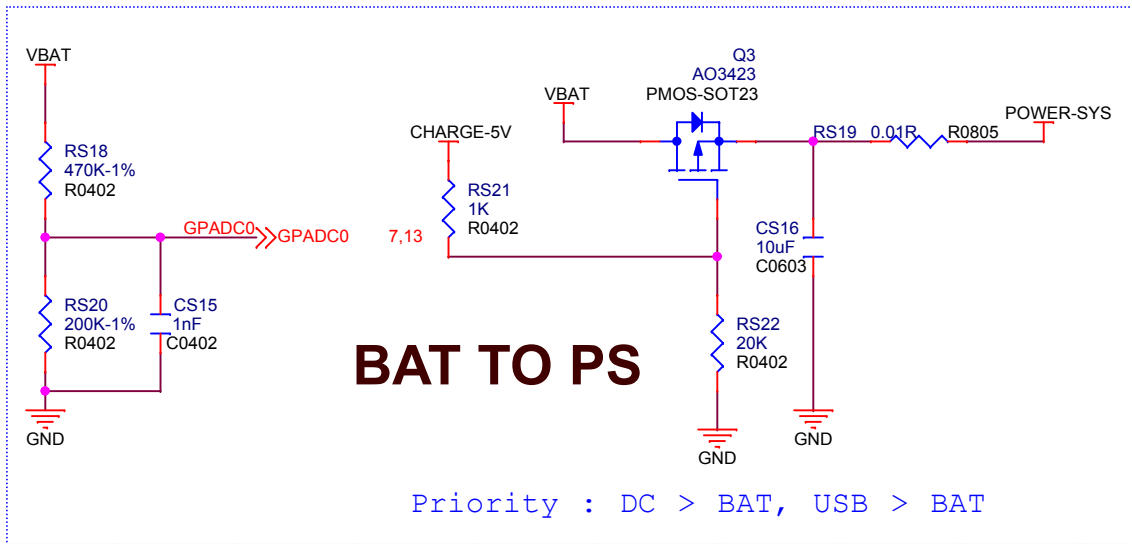 VBAT
RS18
470K-1%
R0402
GPADC0
GPADC0
7,13
RS20
200K-1%
R0402
CS15
1nF
C0402
GND
CHARGE-5V
RS21
1K
R0402
VBAT
Q3
AO3423
PMOS-SOT23
RS19 0.01R R0805
POWER-SYS
CS16
10uF
C0603
RS22
20K
R0402
GND
GND
BAT TO PS
Priority : DC > BAT, USB > BAT